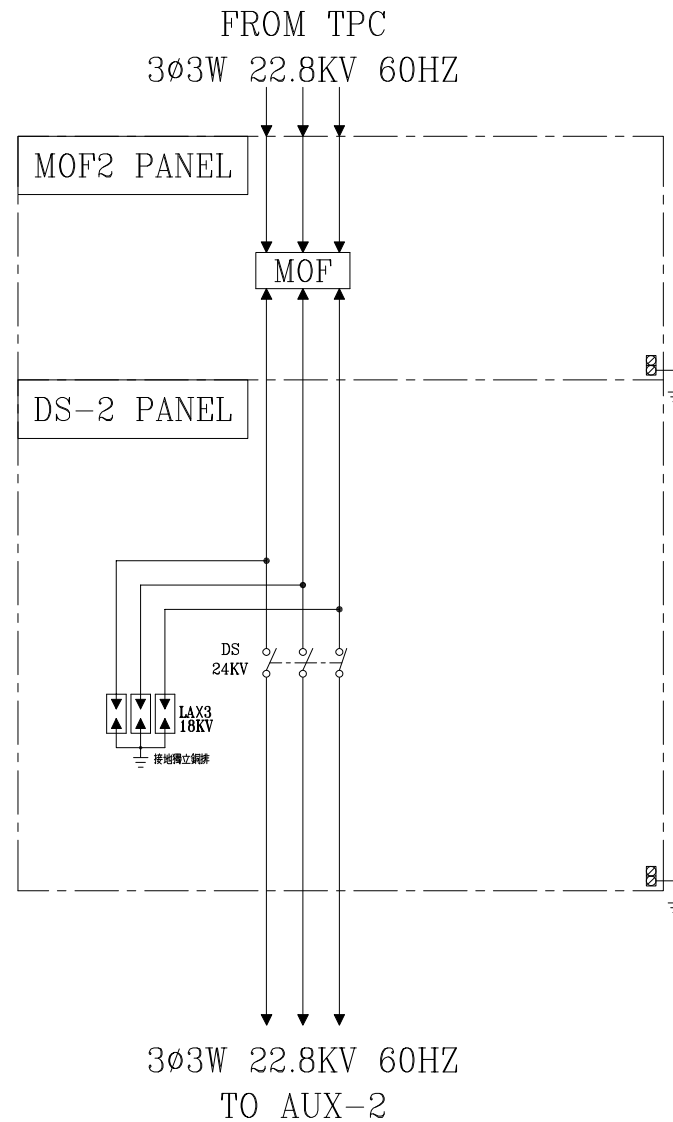 FROM TPC
3ø3W 22.8KV 60HZ
MOF2 PANEL
MOF
DS-2 PANEL
DS
24KV
LAX3
18KV
接地獨立銅排
3ø3W 22.8KV 60HZ
TO AUX-2